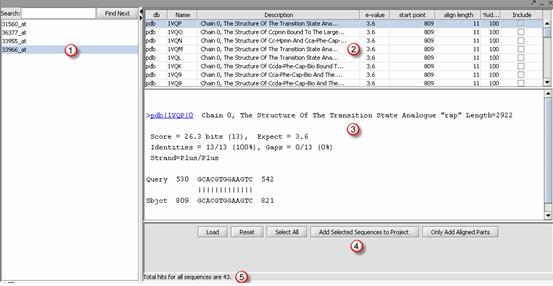 Search: Find Next
31560_at
36377_at
33955_at
33966_at
1
db Name Description e-value start point align length %id... Include
pdb 1VQP Chain 0, The Structure Of The Transition State Ana... 3.6 809 11 100
pdb 1VQO Chain 0, The Structure Of Ccpmn Bound To The Large... 3.6 809 11 100
pdb 1VQN Chain 0, The Structure Of Cc-Hpmn And Cca-Phe-Cap-... 3.6 809 11 100
pdb 1VQM Chain 0, The Structure Of The Transition State Ana... 3.6 809 11 100
pdb 1VQL Chain 0, The Structure Of The Transition State Ana... 3.6 809 11 100
pdb 1VQK Chain 0, The Structure Of Ccda-Phe-Cap-Bio Bound T... 3.6 809 11 100
pdb 1VQ9 Chain 0, The Structure Of Cca-Phe-Cap-Bio And The ... 3.6 809 11 100
pdb 1VQ8 Chain 0, The Structure Of Ccda-Phe-Cap-Bio And The... 3.6 809 11 100
2
>pdb|1VQP|0 Chain 0, The Structure Of The Transition State Analogue "rap" Length=2922
3
Score = 26.3 bits (13), Expect = 3.6
Identities = 13/13 (100%), Gaps = 0/13 (0%)
Strand=Plus/Plus
Query 530 GCACGTGGAAGTC 542
|||||||||||||
Sbjct 809 GCACGTGGAAGTC 821
Load Reset Select All Add Selected Sequences to Project Only Add Aligned Parts
4
Total hits for all sequences are 43. 5